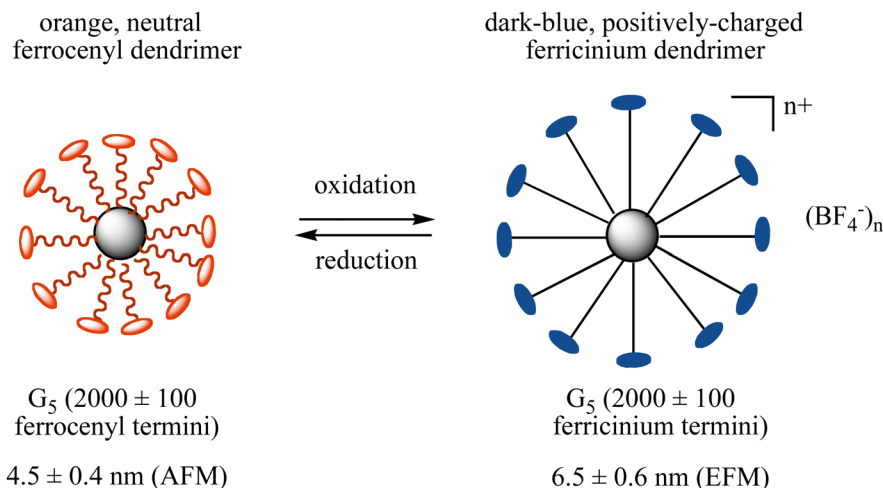 orange, neutral
ferrocenyl dendrimer
dark-blue, positively-charged
ferricinium dendrimer
n+
oxidation
reduction
(BF₄⁻)ₙ
G₅ (2000 ± 100
ferrocenyl termini)
4.5 ± 0.4 nm (AFM)
G₅ (2000 ± 100
ferricinium termini)
6.5 ± 0.6 nm (EFM)